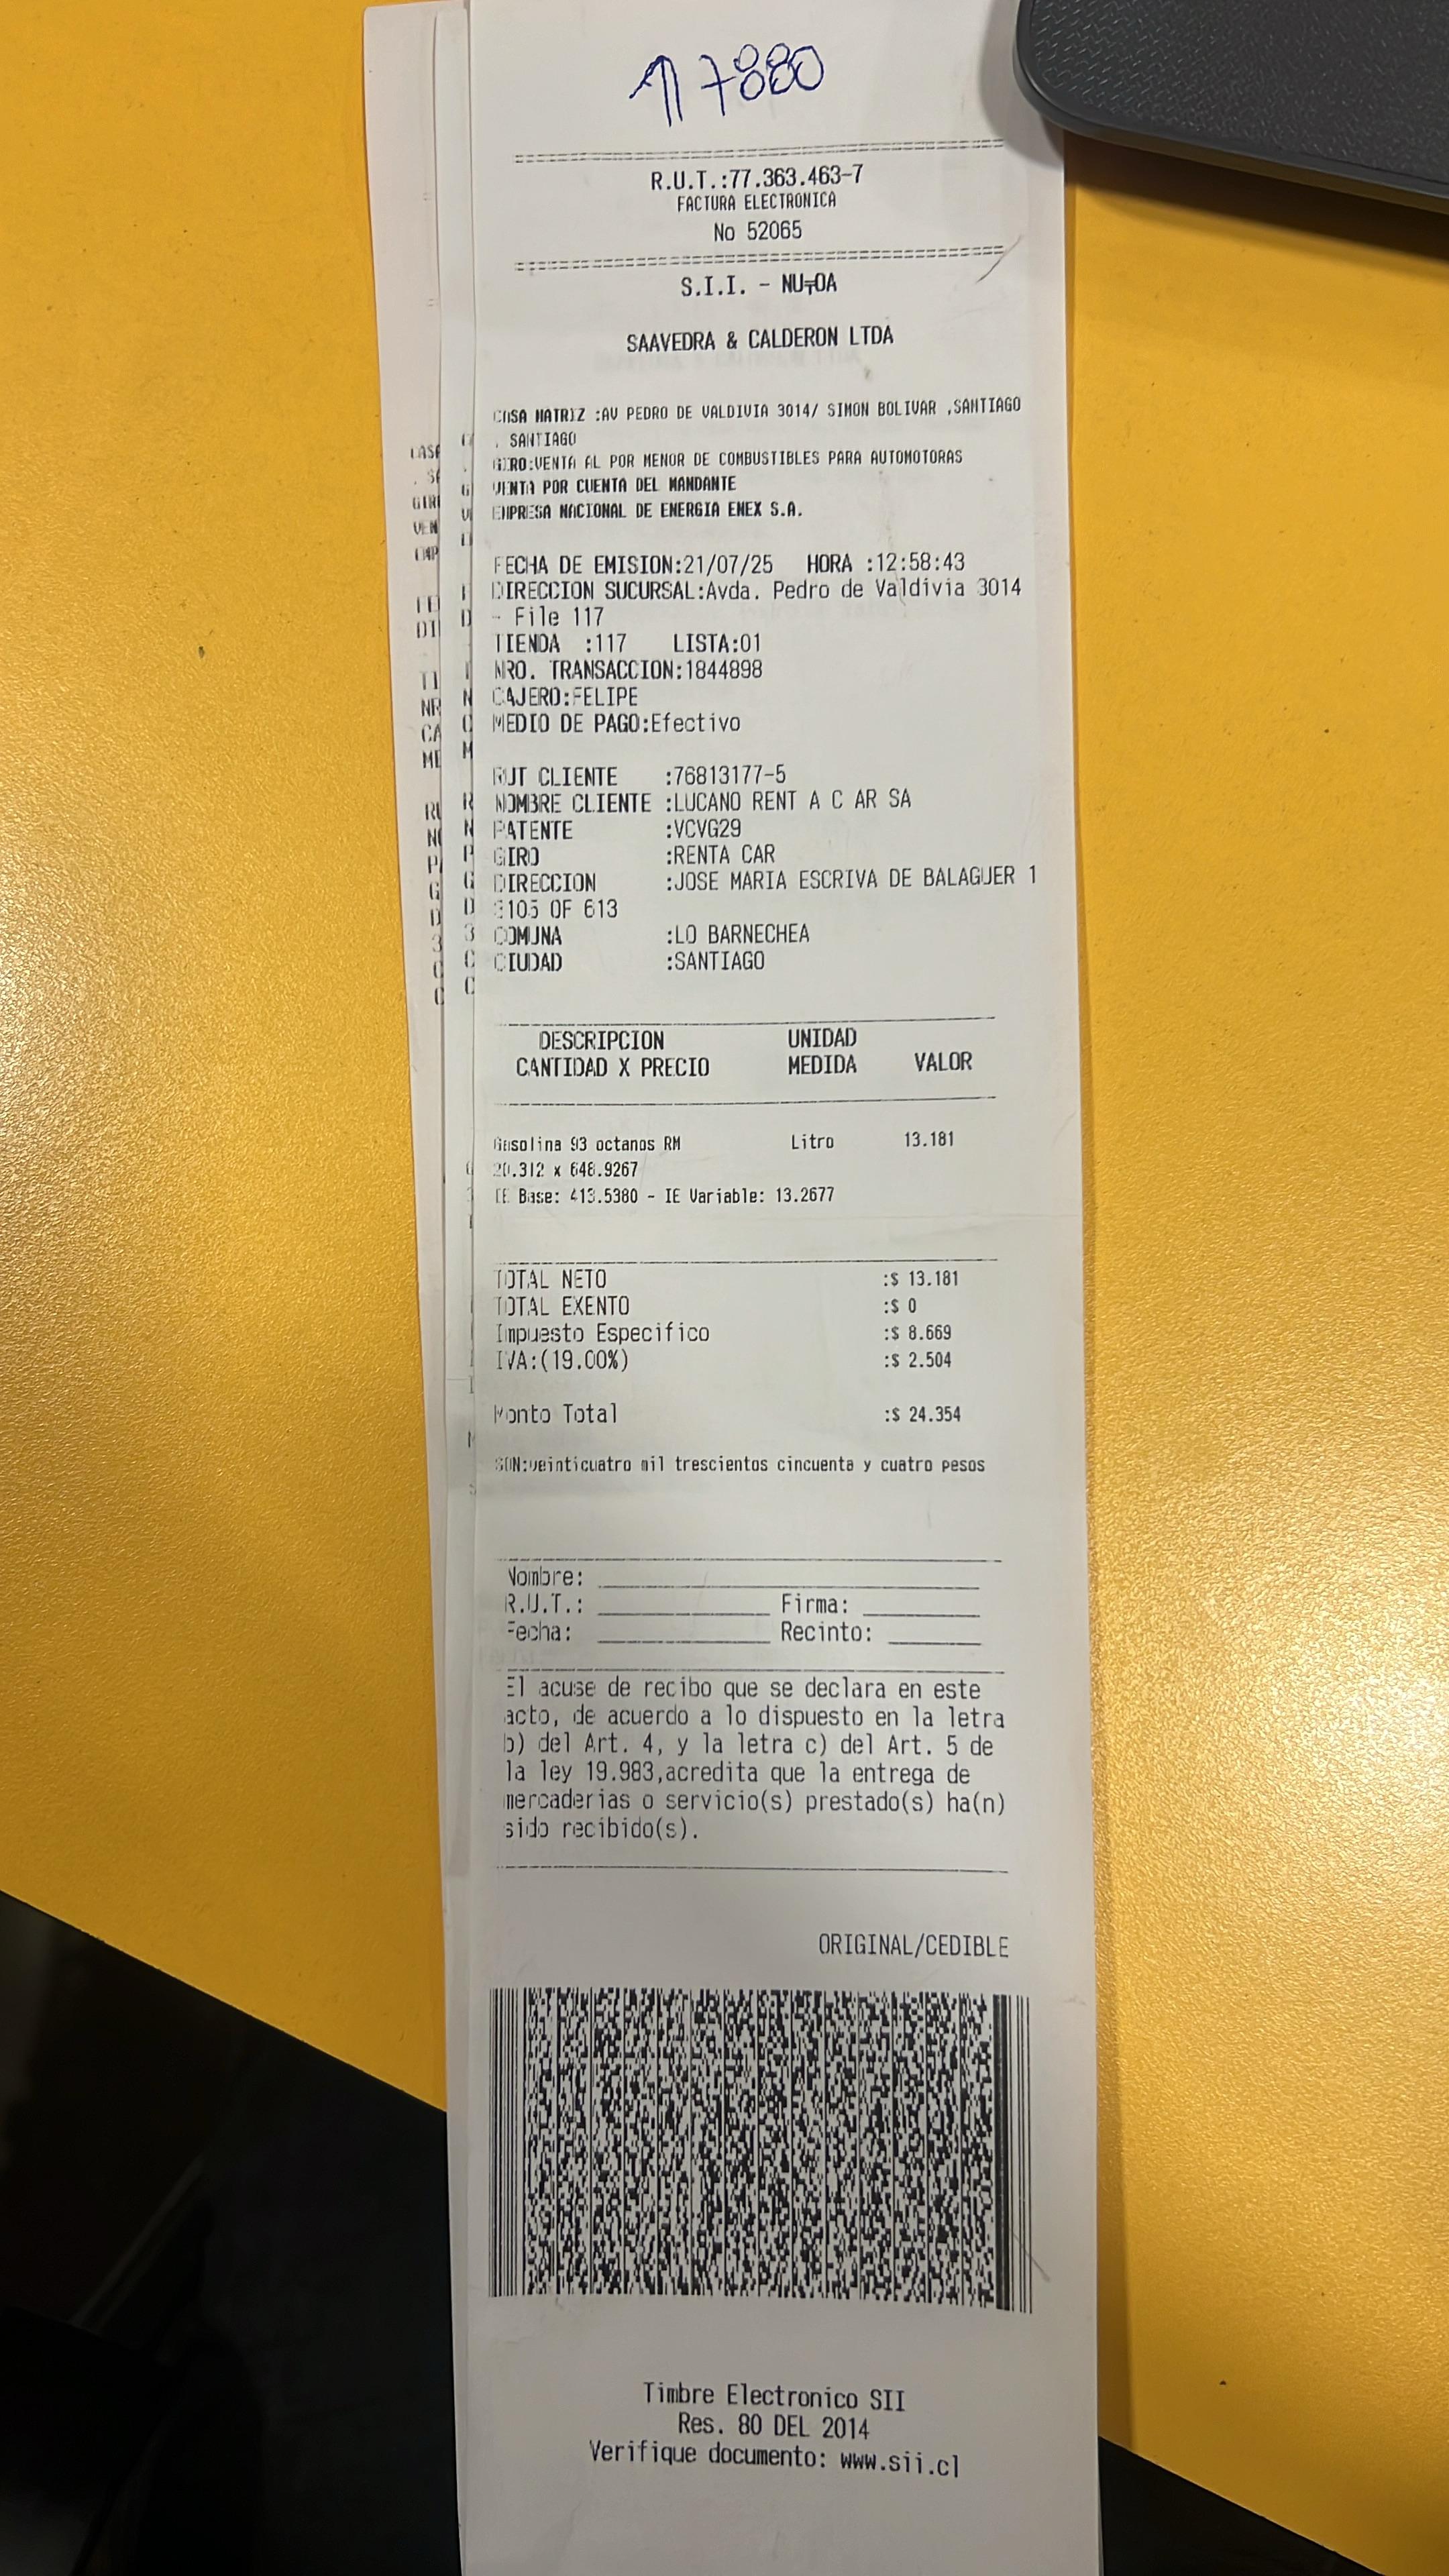 17880
R.U.T.:77.363.463-7
FACTURA ELECTRONICA
No 52065
S.I.I. - NU
SAAVEDRA & CALDERON LTDA
CASA MATRIZ :AV PEDRO DE VALDIVIA 3014/ SIMON BOLIVAR ,SANTIAGO
. SANTIAGO
GIRO:VENTA AL POR MENOR DE COMBUSTIBLES PARA AUTOMOTORAS
VENTA POR CUENTA DEL MANDANTE
EMPRESA NACIONAL DE ENERGIA ENEX S.A.
FECHA DE EMISION:21/07/25 HORA :12:58:43
DIRECCION SUCURSAL:Avda. Pedro de Valdivia 3014
- File 117
TIENDA :117 LISTA:01
NRO. TRANSACCION:1844898
CAJERO:FELIPE
MEDIO DE PAGO:Efectivo
RUT CLIENTE :76813177-5
NOMBRE CLIENTE :LUCANO RENT A C AR SA
PATENTE :VCVG29
GIRO :RENTA CAR
DIRECCION :JOSE MARIA ESCRIVA DE BALAGUER 1
3105 OF 613
COMUNA :LO BARNECHEA
CIUDAD :SANTIAGO
DESCRIPCION UNIDAD
CANTIDAD X PRECIO MEDIDA VALOR
Gasolina 93 octanos RM Litro 13.181
20.312 x 648.9267
IE Base: 413.5380 - IE Variable: 13.2677
TOTAL NETO :$ 13.181
TOTAL EXENTO :$ 0
Impuesto Especifico :$ 8.669
IVA:(19.00%) :$ 2.504
Monto Total :$ 24.354
SON:veinticuatro mil trescientos cincuenta y cuatro pesos
Nombre:
R.U.T.: Firma:
Fecha: Recinto:
El acuse de recibo que se declara en este
acto, de acuerdo a lo dispuesto en la letra
b) del Art. 4, y la letra c) del Art. 5 de
la ley 19.983,acredita que la entrega de
mercaderias o servicio(s) prestado(s) ha(n)
sido recibido(s).
ORIGINAL/CEDIBLE
Timbre Electronico SII
Res. 80 DEL 2014
Verifique documento: www.sii.cl